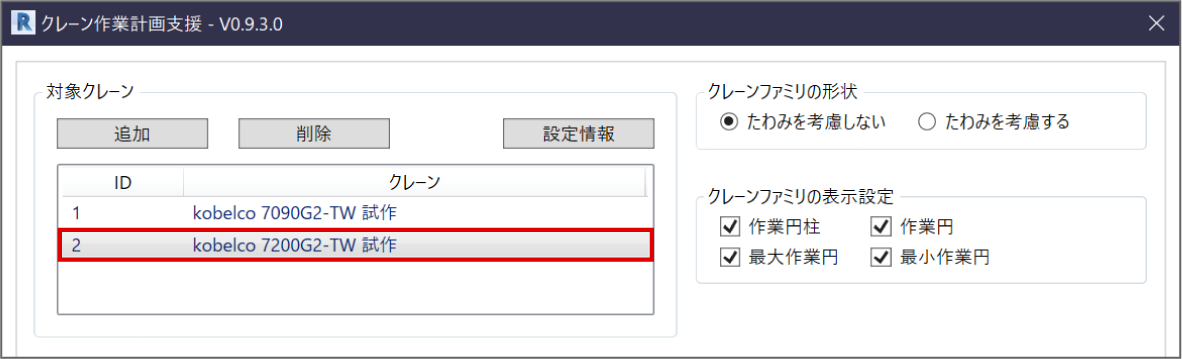 R クレーン作業計画支援 - V0.9.3.0
対象クレーン
追加 削除 設定情報
ID クレーン
1 kobelco 7090G2-TW 試作
2 kobelco 7200G2-TW 試作
クレーンファミリの形状
たわみを考慮しない たわみを考慮する
クレーンファミリの表示設定
作業円柱 作業円
最大作業円 最小作業円